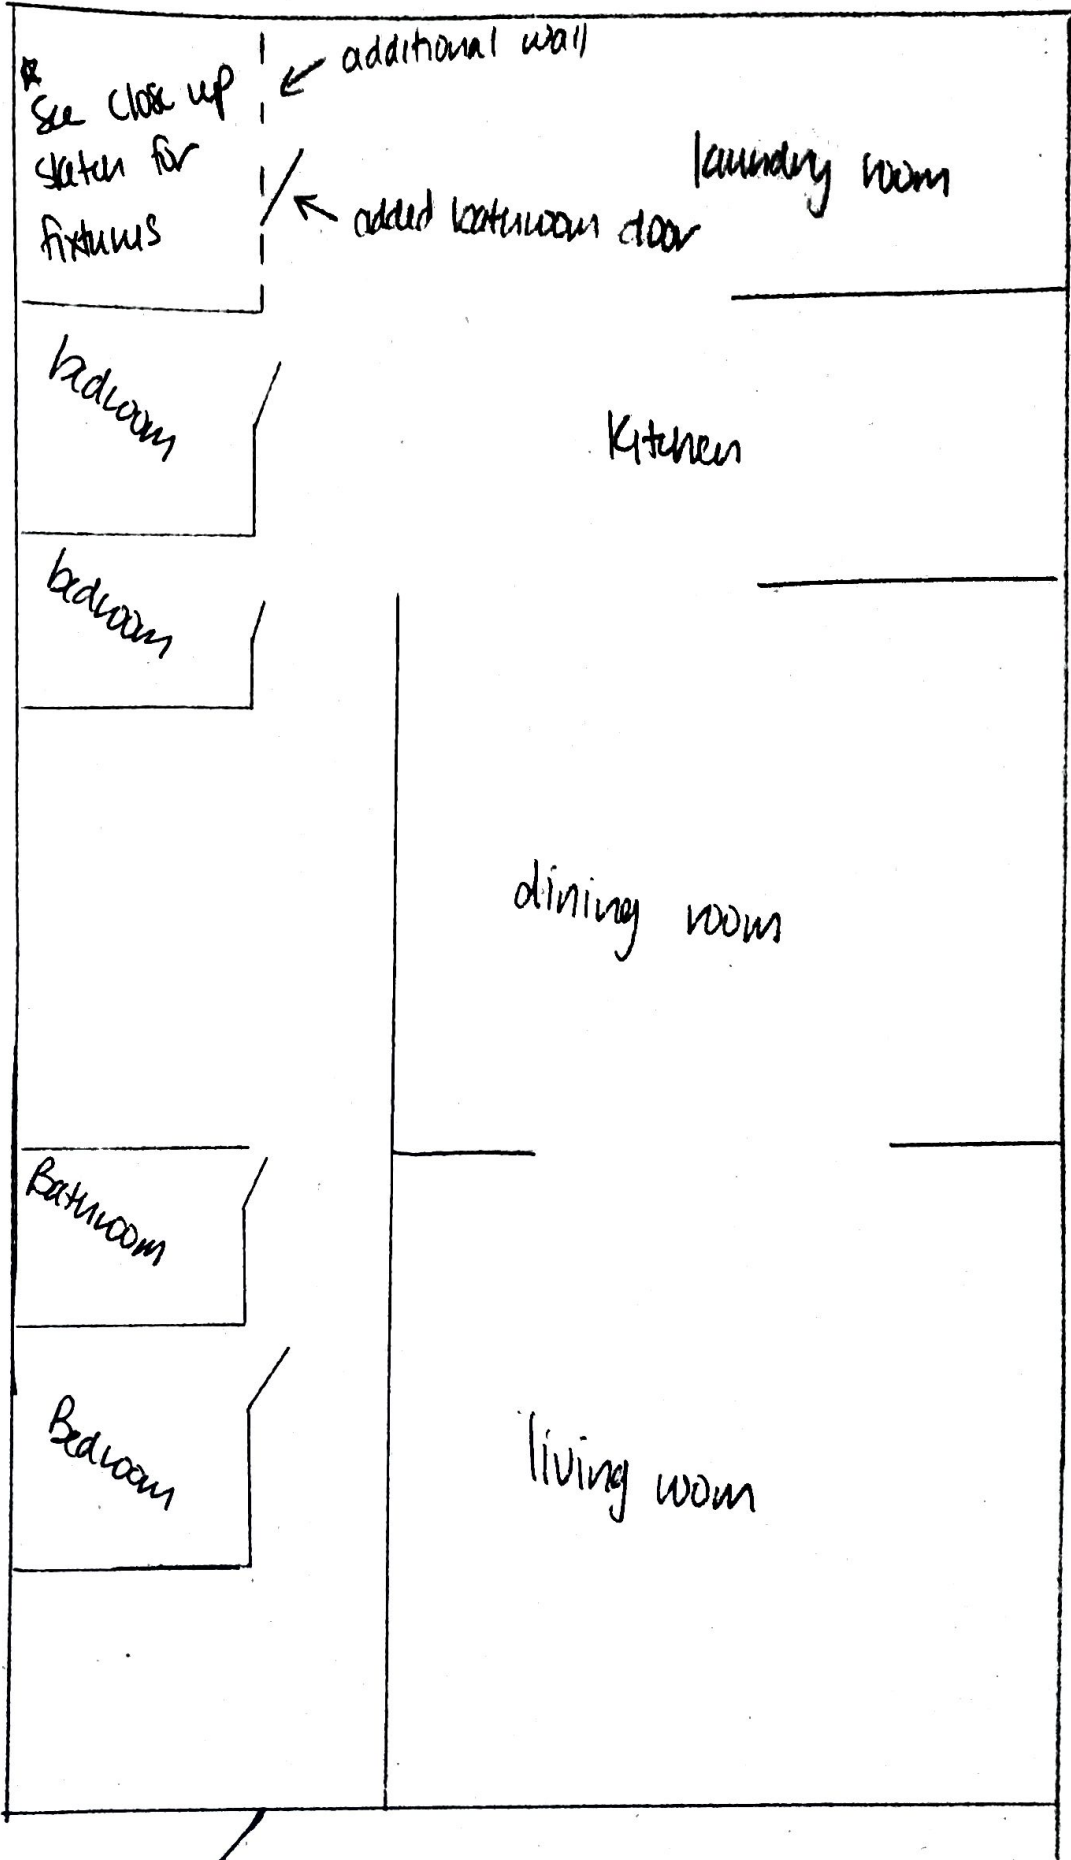 additional wall
☆
See close up
sketch for
fixtures
added bathroom door
laundry room
bedroom
Kitchen
bedroom
dining room
Bathroom
Bedroom
living room